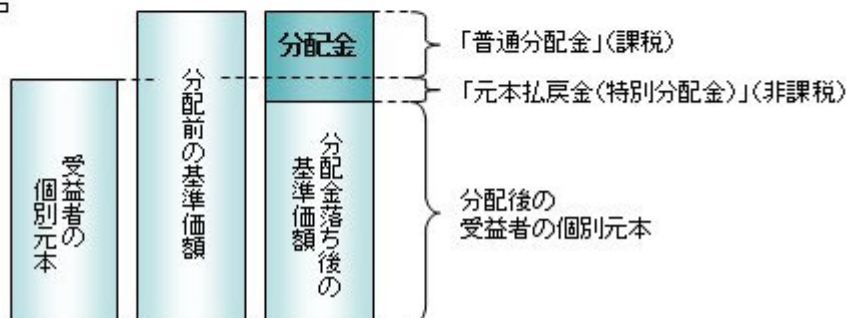 受益者の
個別元本
分配前の基準価額
分配金
分配金落ち後の
基準価額
「普通分配金」(課税)
「元本払戻金(特別分配金)」(非課税)
分配後の
受益者の個別元本